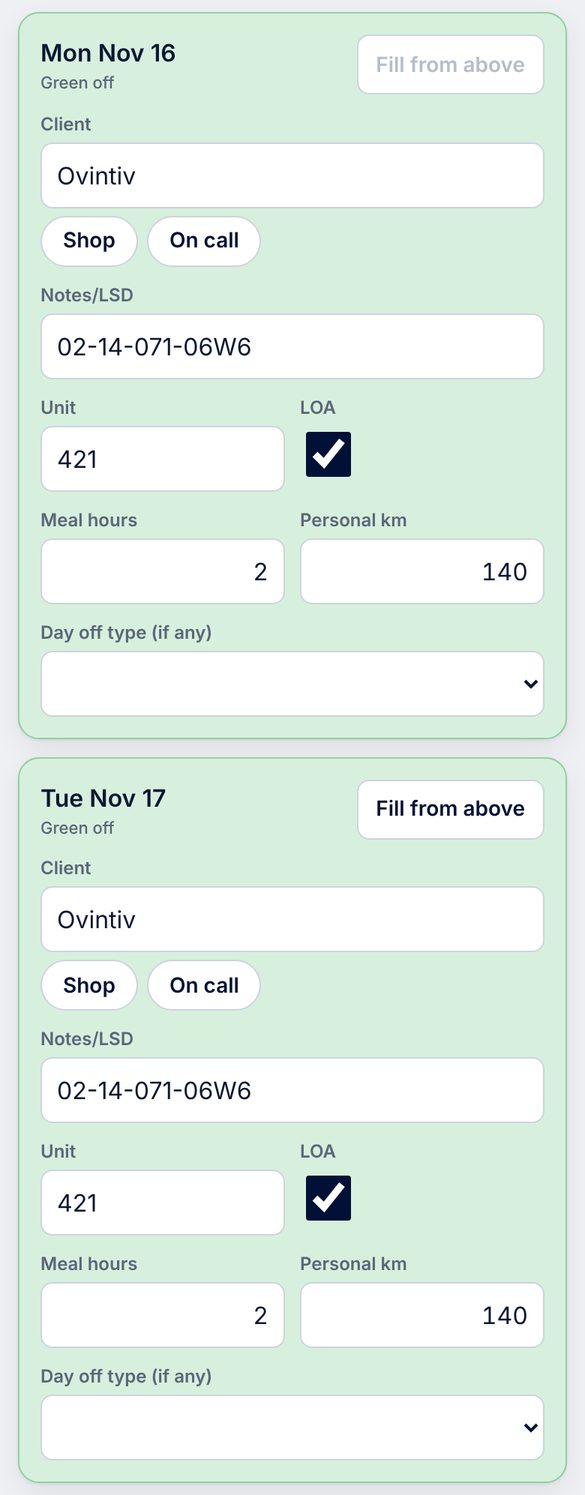 Mon Nov 16
Fill from above
Green off
Client
Ovintiv
Shop On call
Notes/LSD
02-14-071-06W6
Unit LOA
421
Meal hours Personal km
2 140
Day off type (if any)
Tue Nov 17
Fill from above
Green off
Client
Ovintiv
Shop On call
Notes/LSD
02-14-071-06W6
Unit LOA
421
Meal hours Personal km
2 140
Day off type (if any)